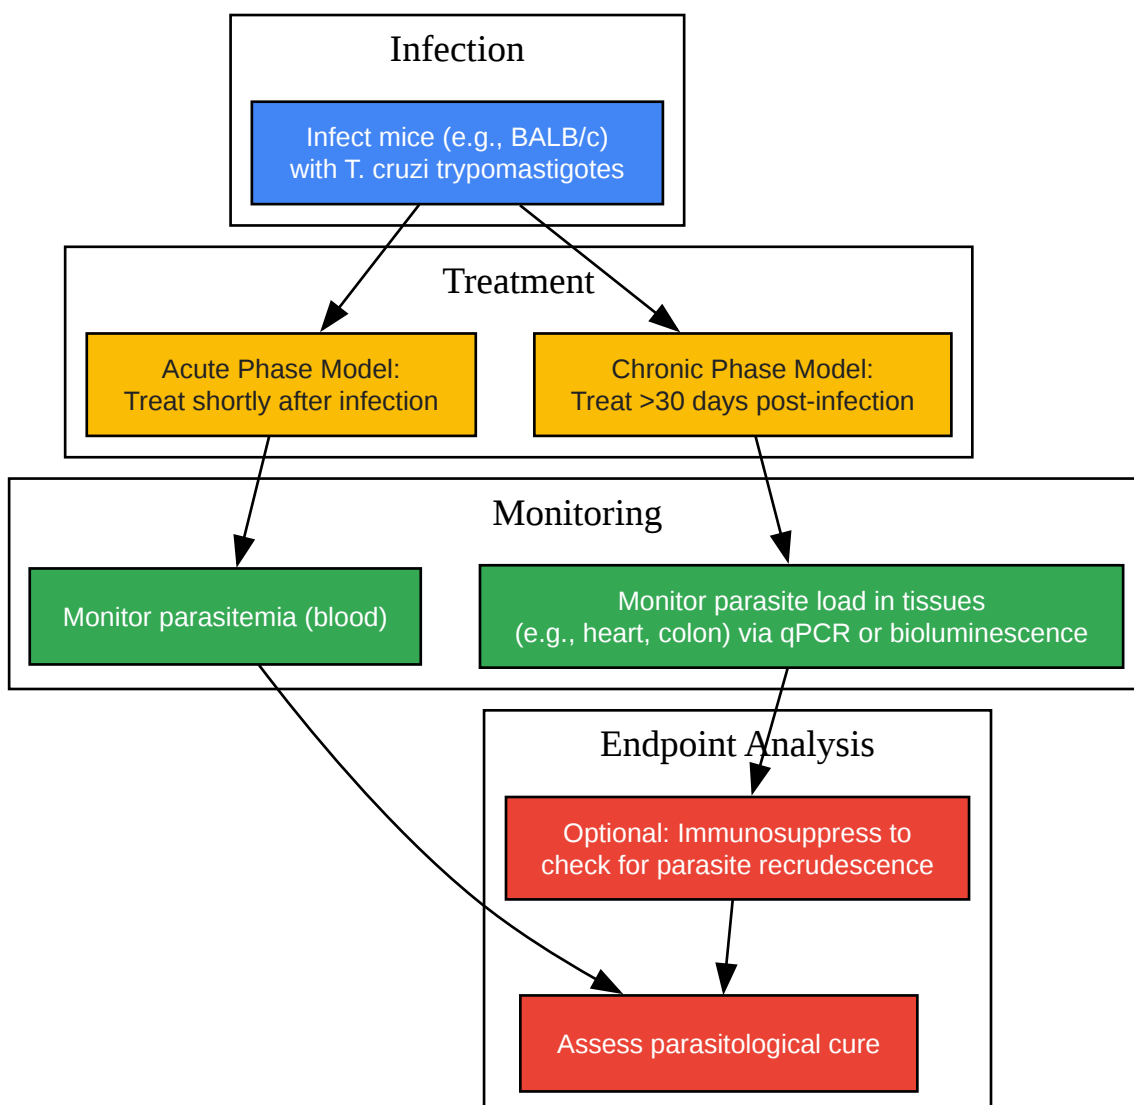 Infection
Infect mice (e.g., BALB/c)
with T. cruzi trypomastigotes
Treatment
Acute Phase Model:
Treat shortly after infection
Chronic Phase Model:
Treat >30 days post-infection
Monitoring
Monitor parasitemia (blood)
Monitor parasite load in tissues
(e.g., heart, colon) via qPCR or bioluminescence
Endpoint Analysis
Optional: Immunosuppress to
check for parasite recrudescence
Assess parasitological cure